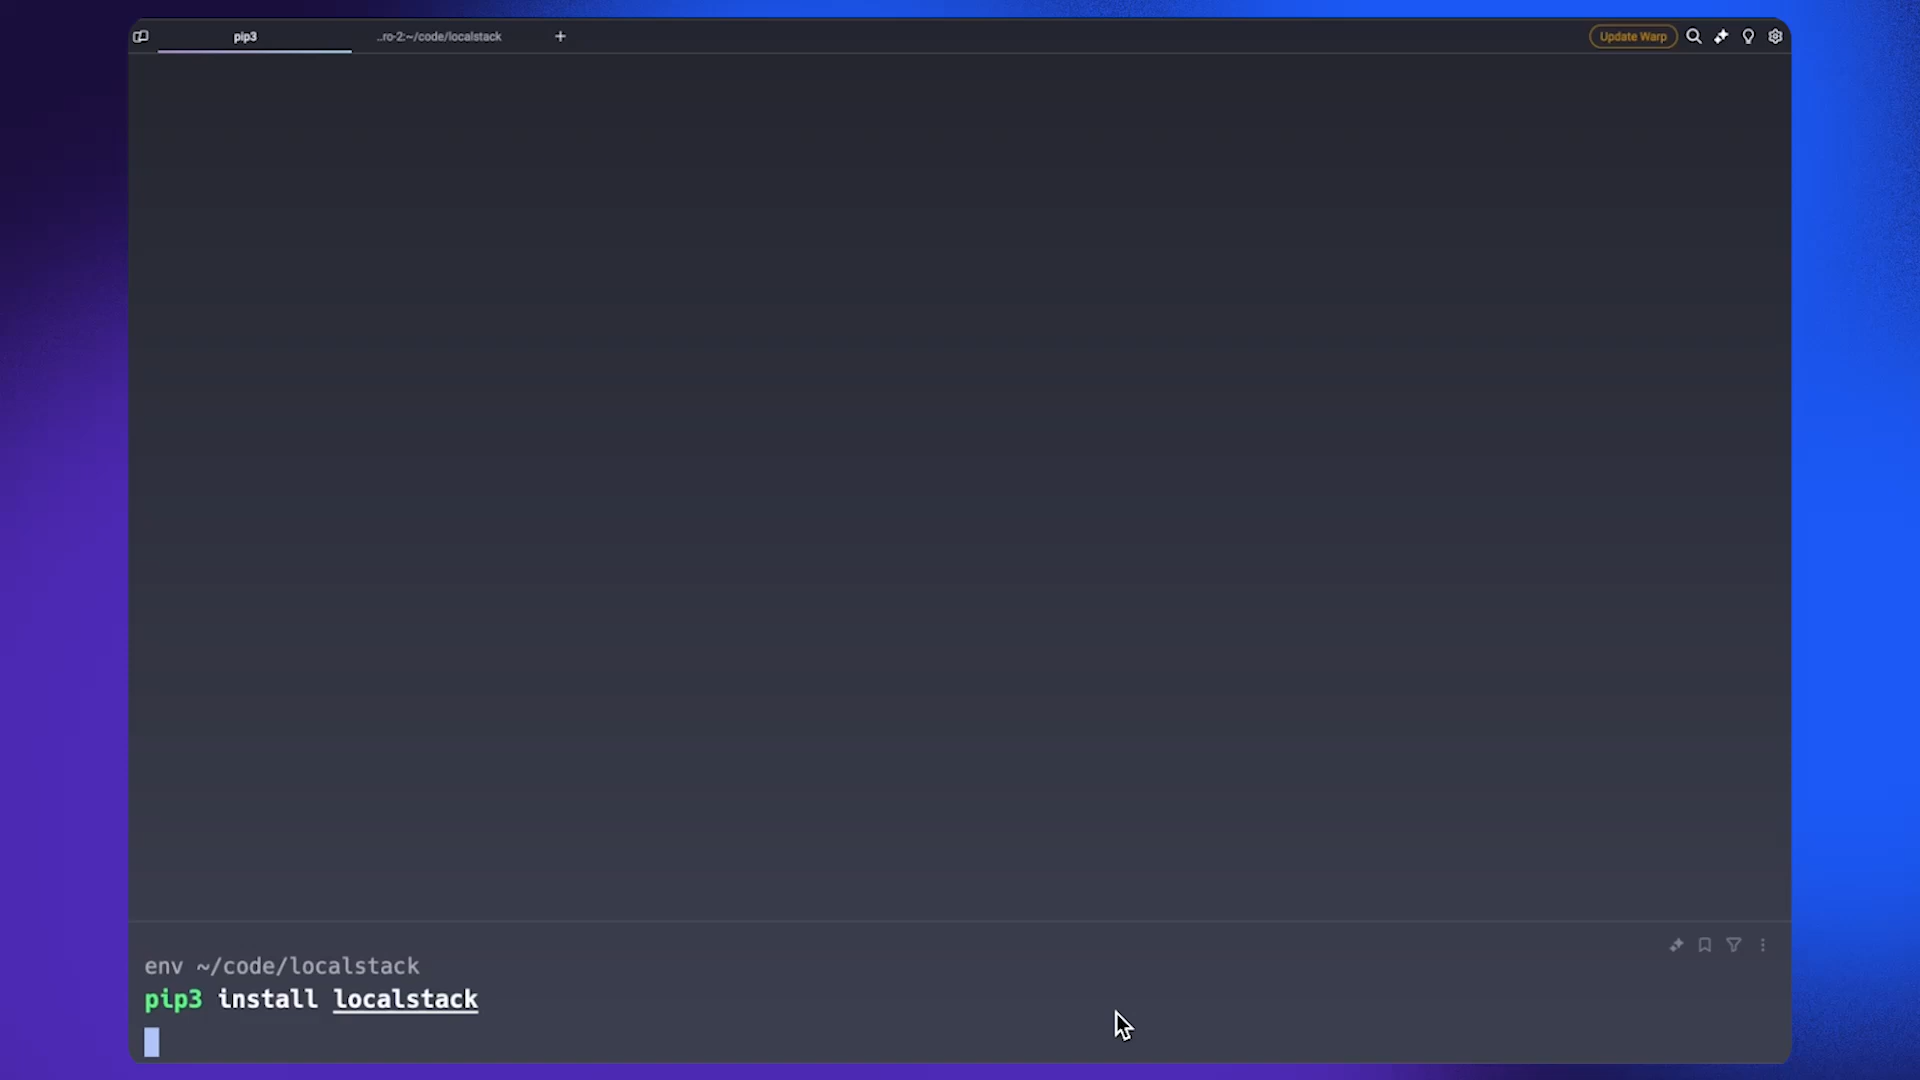 pip3
...ro-2:~/code/localstack
+
Update Warp
env ~/code/localstack
pip3 install localstack